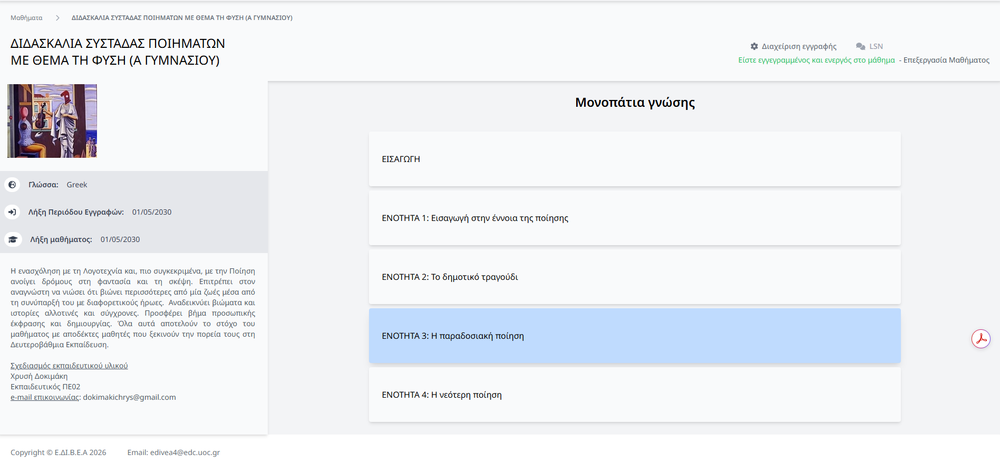 Μαθήματα
ΔΙΔΑΣΚΑΛΙΑ ΣΥΣΤΑΔΑΣ ΠΟΙΗΜΑΤΩΝ ΜΕ ΘΕΜΑ ΤΗ ΦΥΣΗ (Α ΓΥΜΝΑΣΙΟΥ)
ΔΙΔΑΣΚΑΛΙΑ ΣΥΣΤΑΔΑΣ ΠΟΙΗΜΑΤΩΝ
ΜΕ ΘΕΜΑ ΤΗ ΦΥΣΗ (Α ΓΥΜΝΑΣΙΟΥ)
Διαχείριση εγγραφής
LSN
Είστε εγγεγραμμένος και ενεργός στο μάθημα - Επεξεργασία Μαθήματος
Γλώσσα: Greek
Λήξη Περιόδου Εγγραφών: 01/05/2030
Λήξη μαθήματος: 01/05/2030
Η ενασχόληση με τη Λογοτεχνία και, πιο συγκεκριμένα, με την Ποίηση
ανοίγει δρόμους στη φαντασία και τη σκέψη. Επιτρέπει στον
αναγνώστη να νιώσει ότι βιώνει περισσότερες από μία ζωές μέσα από
τη συνύπαρξή του με διαφορετικούς ήρωες. Αναδεικνύει βιώματα και
ιστορίες αλλοτινές και σύγχρονες. Προσφέρει βήμα προσωπικής
έκφρασης και δημιουργίας. Όλα αυτά αποτελούν το στόχο του
μαθήματος με αποδέκτες μαθητές που ξεκινούν την πορεία τους στη
Δευτεροβάθμια Εκπαίδευση.
Σχεδιασμός εκπαιδευτικού υλικού
Χρυσή Δοκιμάκη
Εκπαιδευτικός ΠΕ02
e-mail επικοινωνίας: dokimakichrys@gmail.com
Μονοπάτια γνώσης
ΕΙΣΑΓΩΓΗ
ΕΝΟΤΗΤΑ 1: Εισαγωγή στην έννοια της ποίησης
ΕΝΟΤΗΤΑ 2: Το δημοτικό τραγούδι
ΕΝΟΤΗΤΑ 3: Η παραδοσιακή ποίηση
ΕΝΟΤΗΤΑ 4: Η νεότερη ποίηση
Copyright © Ε.ΔΙ.Β.Ε.Α 2026
Email: edivea4@edc.uoc.gr